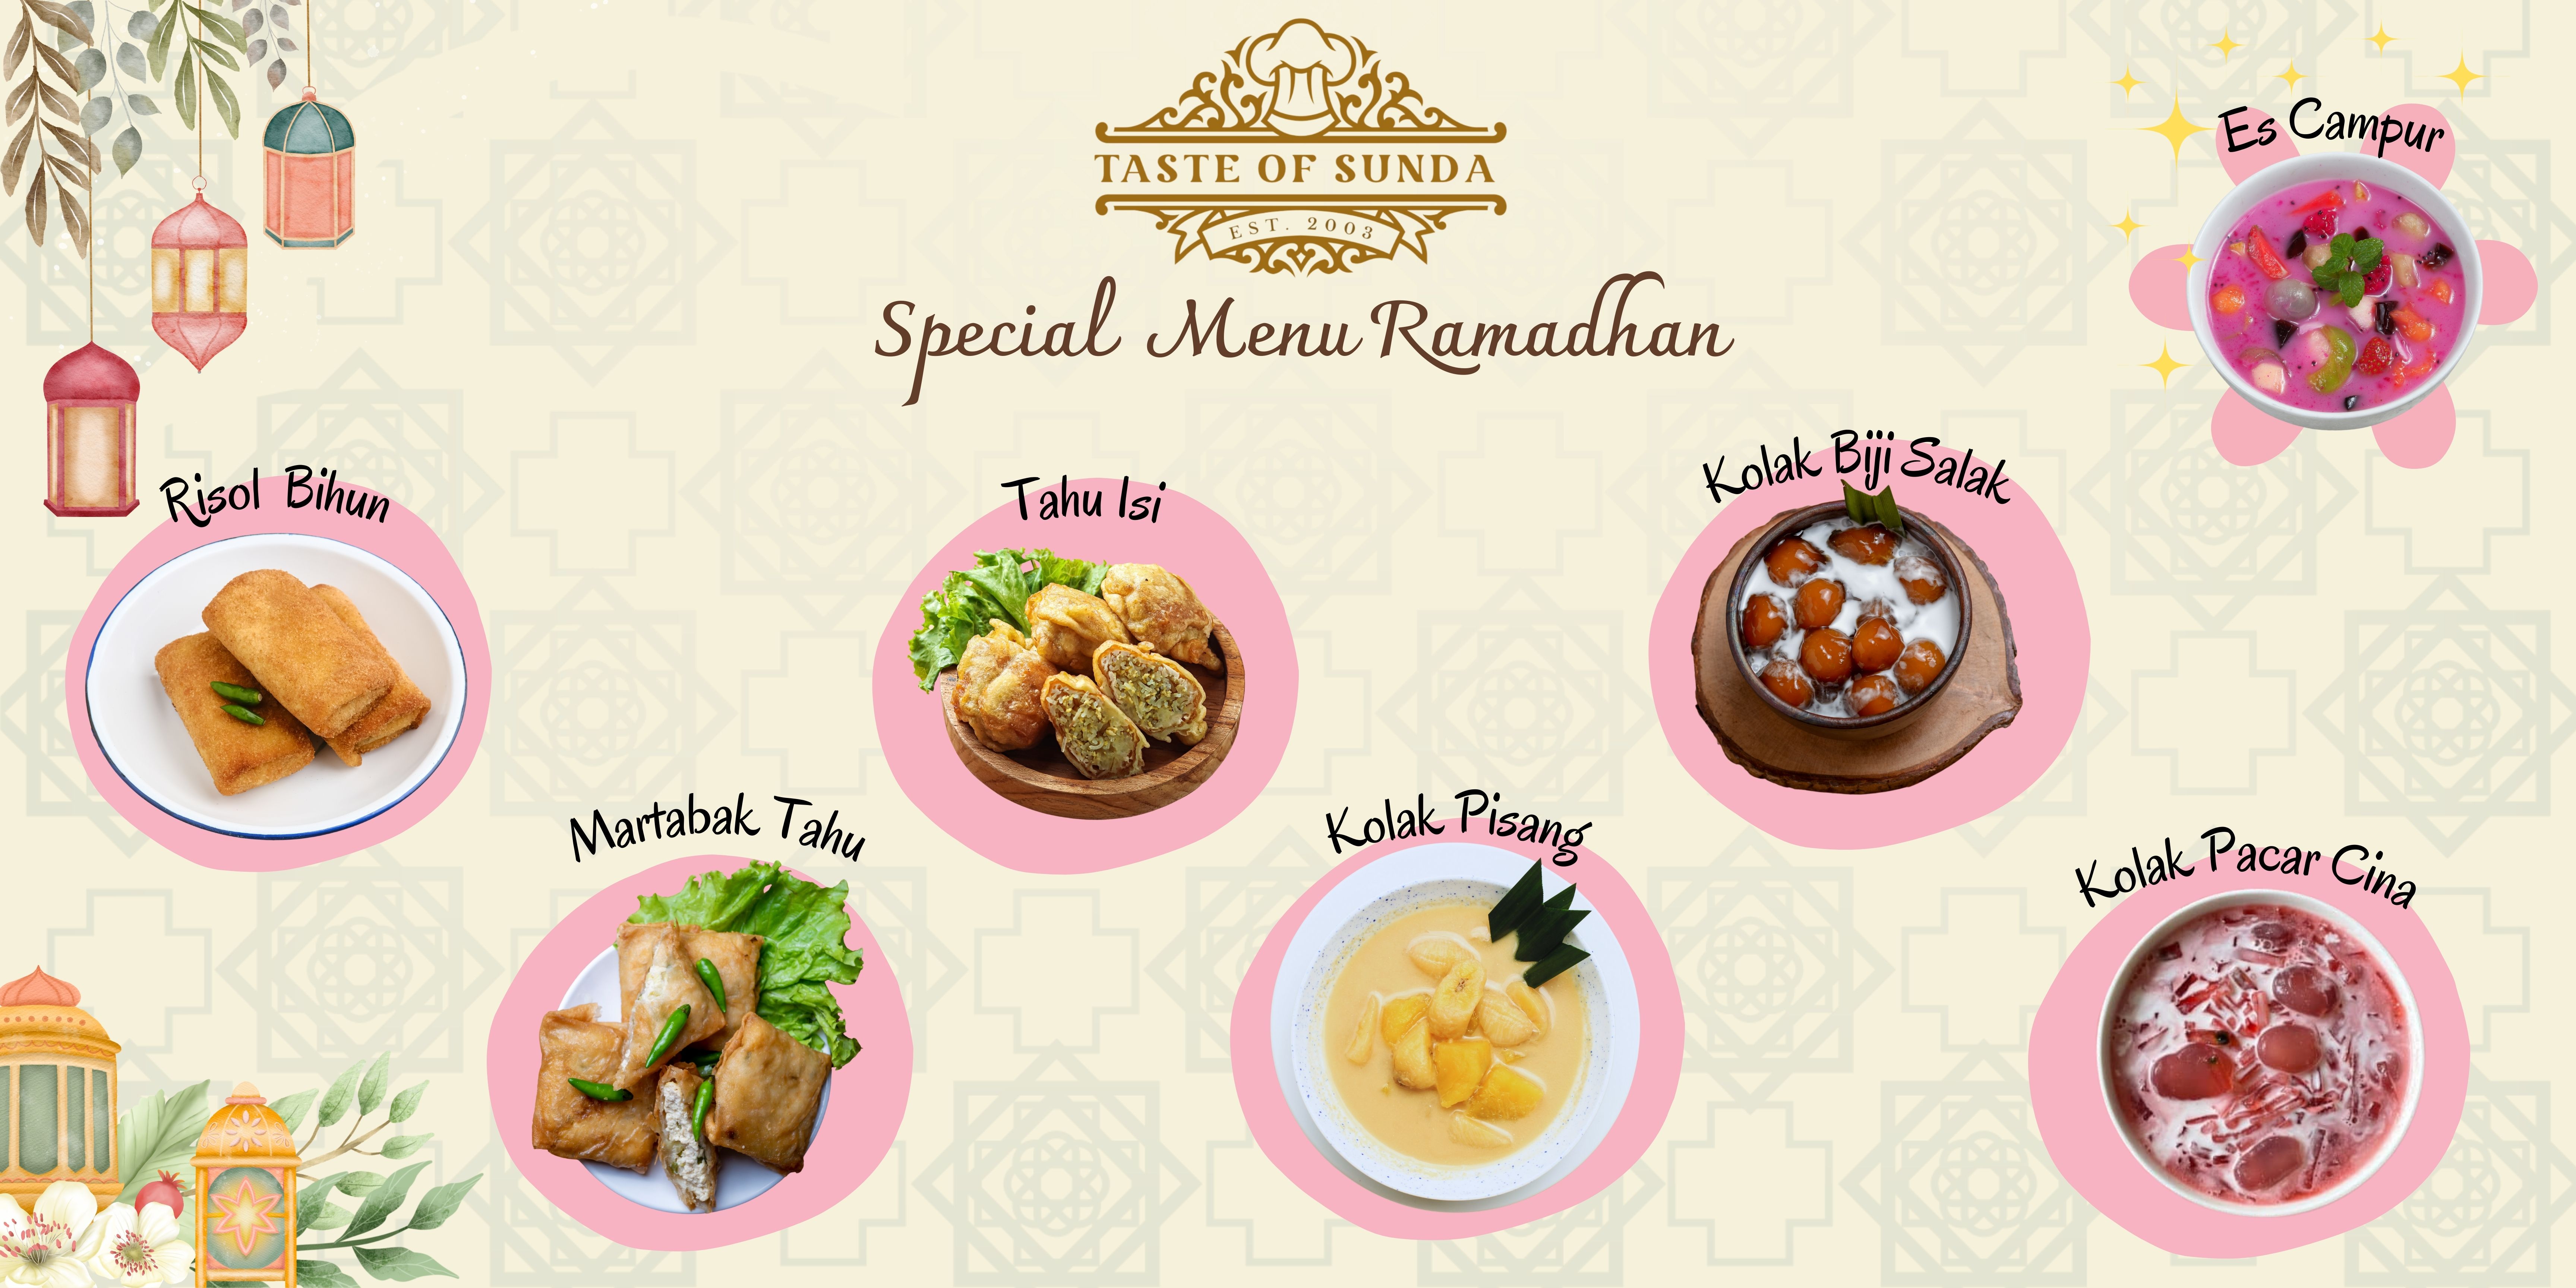 TASTE OF SUNDA
EST. 2003
Special Menu Ramadhan
Es Campur
Risol Bihun
Tahu Isi
Kolak Biji Salak
Martabak Tahu
Kolak Pisang
Kolak Pacar Cina